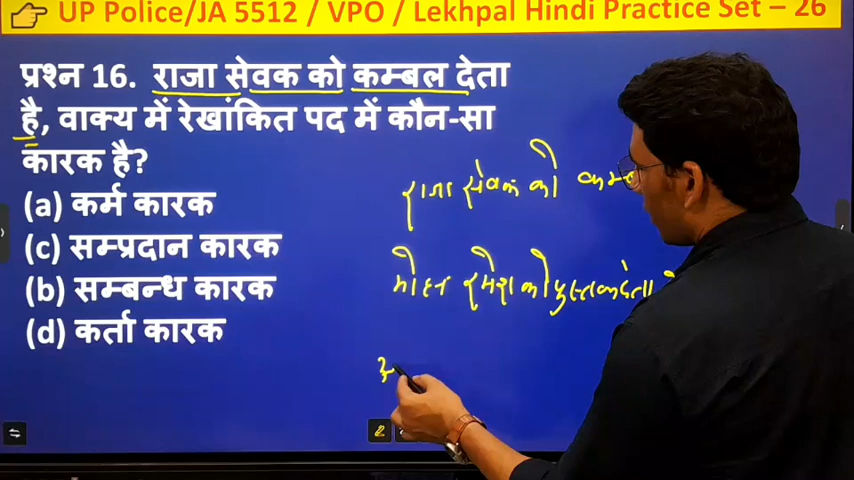 UP Police/JA 5512 / VPO / Lekhpal Hindi Practice Set – 26
प्रश्न 16. राजा सेवक को कम्बल देता
है, वाक्य में रेखांकित पद में कौन-सा
कारक है?
(a) कर्म कारक
(c) सम्प्रदान कारक
(b) सम्बन्ध कारक
(d) कर्ता कारक
राजा सेवक को
मोहन रमेश को पुस्तक देता